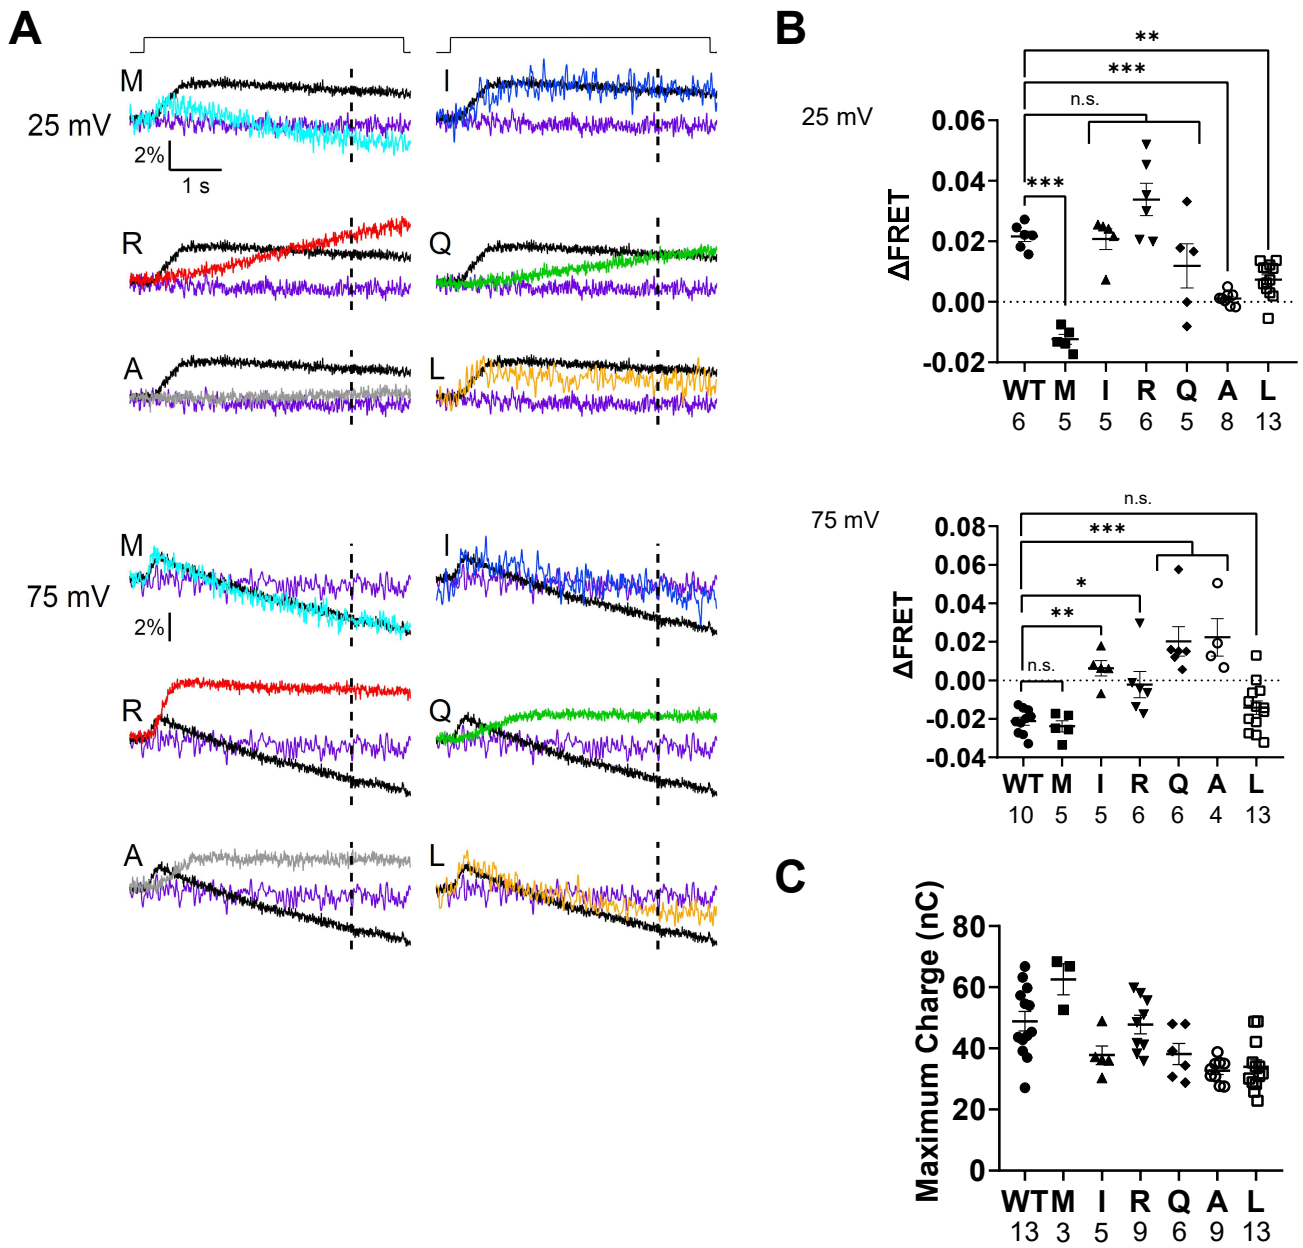 A
M
I
25 mV
2%
1 s
R
Q
A
L
M
I
75 mV
2%
R
Q
A
L
B
25 mV
**
***
n.s.
***
ΔFRET
0.06
0.04
0.02
0.00
-0.02
WT M I R Q A L
6 5 5 6 5 8 13
75 mV
n.s.
***
*
**
n.s.
ΔFRET
0.08
0.06
0.04
0.02
0.00
-0.02
-0.04
WT M I R Q A L
10 5 5 6 6 4 13
C
Maximum Charge (nC)
80
60
40
20
0
WT M I R Q A L
13 3 5 9 6 9 13